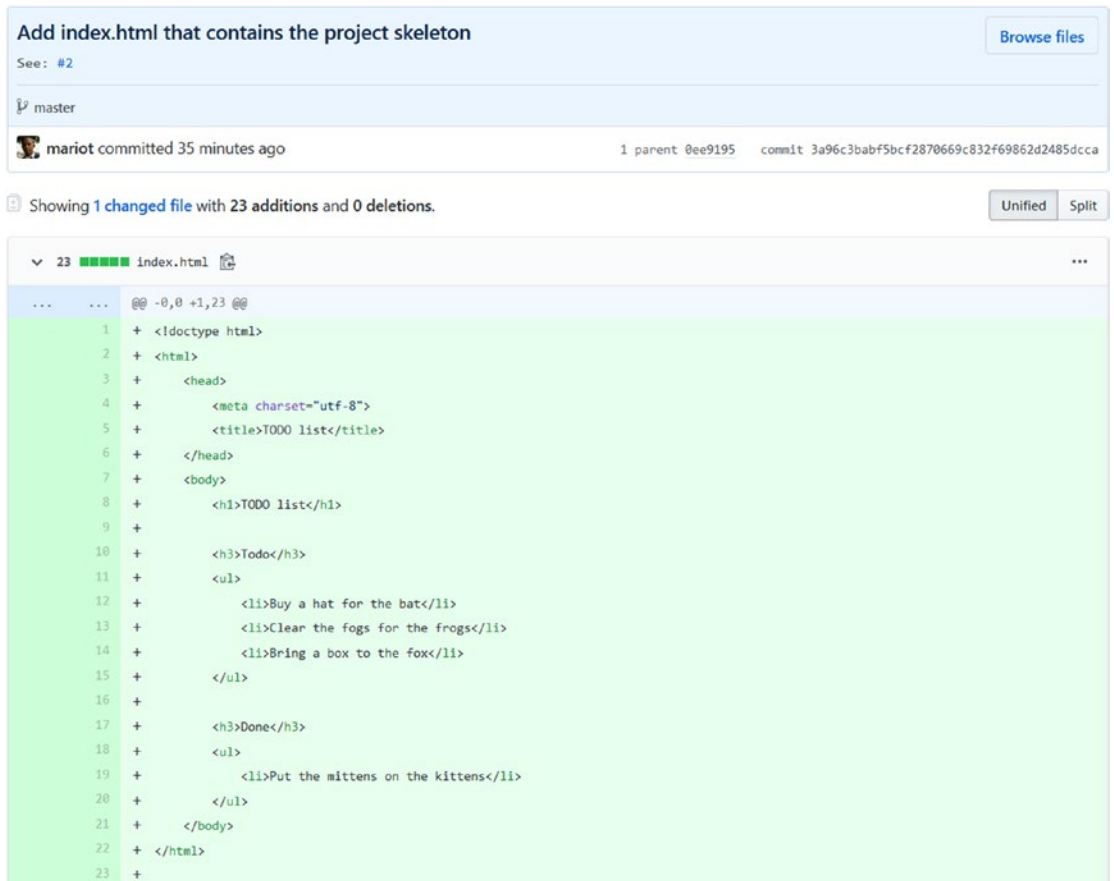 Add index.html that contains the project skeleton
Browse files
See: #2
master
mariot committed 35 minutes ago
1 parent 0ee9195 commit 3a96c3babf5bcf2870669c832f69862d2485dcca
Showing 1 changed file with 23 additions and 0 deletions.
Unified Split
23 index.html
...
... ... @@ -0,0 +1,23 @@
1 + <!doctype html>
2 + <html>
3 + <head>
4 + <meta charset="utf-8">
5 + <title>TODO list</title>
6 + </head>
7 + <body>
8 + <h1>TODO list</h1>
9 +
10 + <h3>Todo</h3>
11 + <ul>
12 + <li>Buy a hat for the bat</li>
13 + <li>Clear the fogs for the frogs</li>
14 + <li>Bring a box to the fox</li>
15 + </ul>
16 +
17 + <h3>Done</h3>
18 + <ul>
19 + <li>Put the mittens on the kittens</li>
20 + </ul>
21 + </body>
22 + </html>
23 +